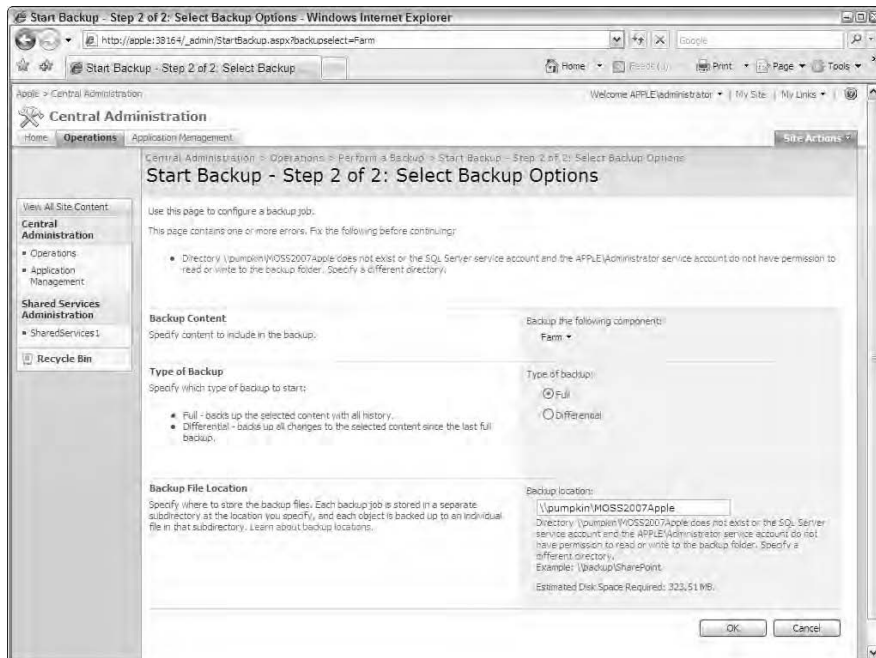 Start Backup - Step 2 of 2: Select Backup Options - Windows Internet Explorer
http://apple:38164/_admin/StartBackup.aspx?backupselect=Farm
Google
Start Backup - Step 2 of 2: Select Backup
Home
Feeds
Print
Page
Tools
Apple > Central Administration
Welcome APPLE\administrator
My Site
My Links
Central Administration
Home
Operations
Application Management
Site Actions
Central Administration > Operations > Perform a Backup > Start Backup - Step 2 of 2: Select Backup Options
Start Backup - Step 2 of 2: Select Backup Options
View All Site Content
Central
Administration
Operations
Application
Management
Shared Services
Administration
SharedServices1
Recycle Bin
Use this page to configure a backup job.
This page contains one or more errors. Fix the following before continuing:
Directory \\pumpkin\MOSS2007Apple does not exist or the SQL Server service account and the APPLE\Administrator service account do not have permission to
read or write to the backup folder. Specify a different directory.
Backup Content
Specify content to include in the backup.
Backup the following component:
Farm
Type of Backup
Specify which type of backup to start:
Full - backs up the selected content with all history.
Differential - backs up all changes to the selected content since the last full
backup.
Type of backup:
Full
Differential
Backup File Location
Specify where to store the backup files. Each backup job is stored in a separate
subdirectory at the location you specify, and each object is backed up to an individual
file in that subdirectory. Learn about backup locations.
Backup location:
\\pumpkin\MOSS2007Apple
Directory \\pumpkin\MOSS2007Apple does not exist or the SQL Server
service account and the APPLE\Administrator service account do not
have permission to read or write to the backup folder. Specify a
different directory.
Example: \\backup\SharePoint
Estimated Disk Space Required: 323.51 MB.
OK
Cancel